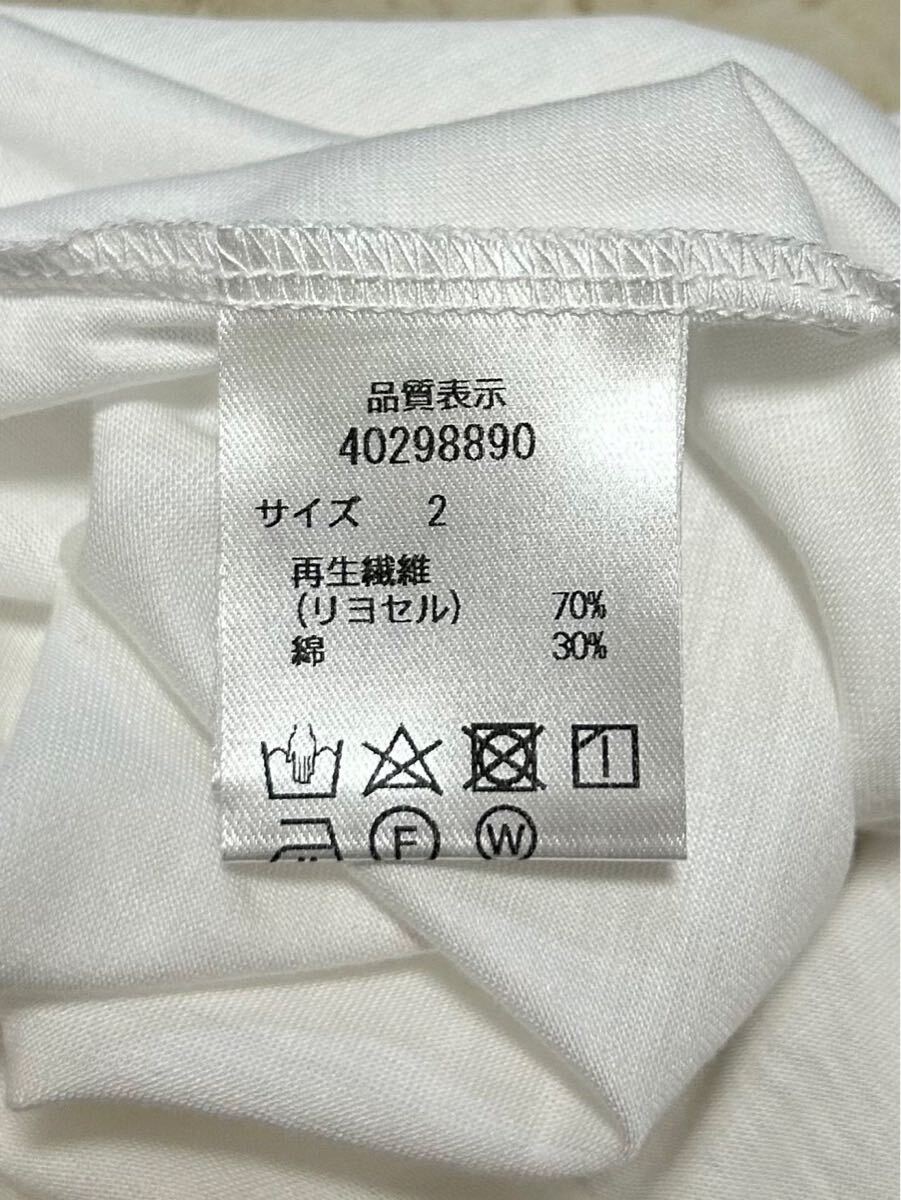 品質表示
40298890
サイズ 2
再生繊維
(リヨセル) 70%
綿 30%
F W